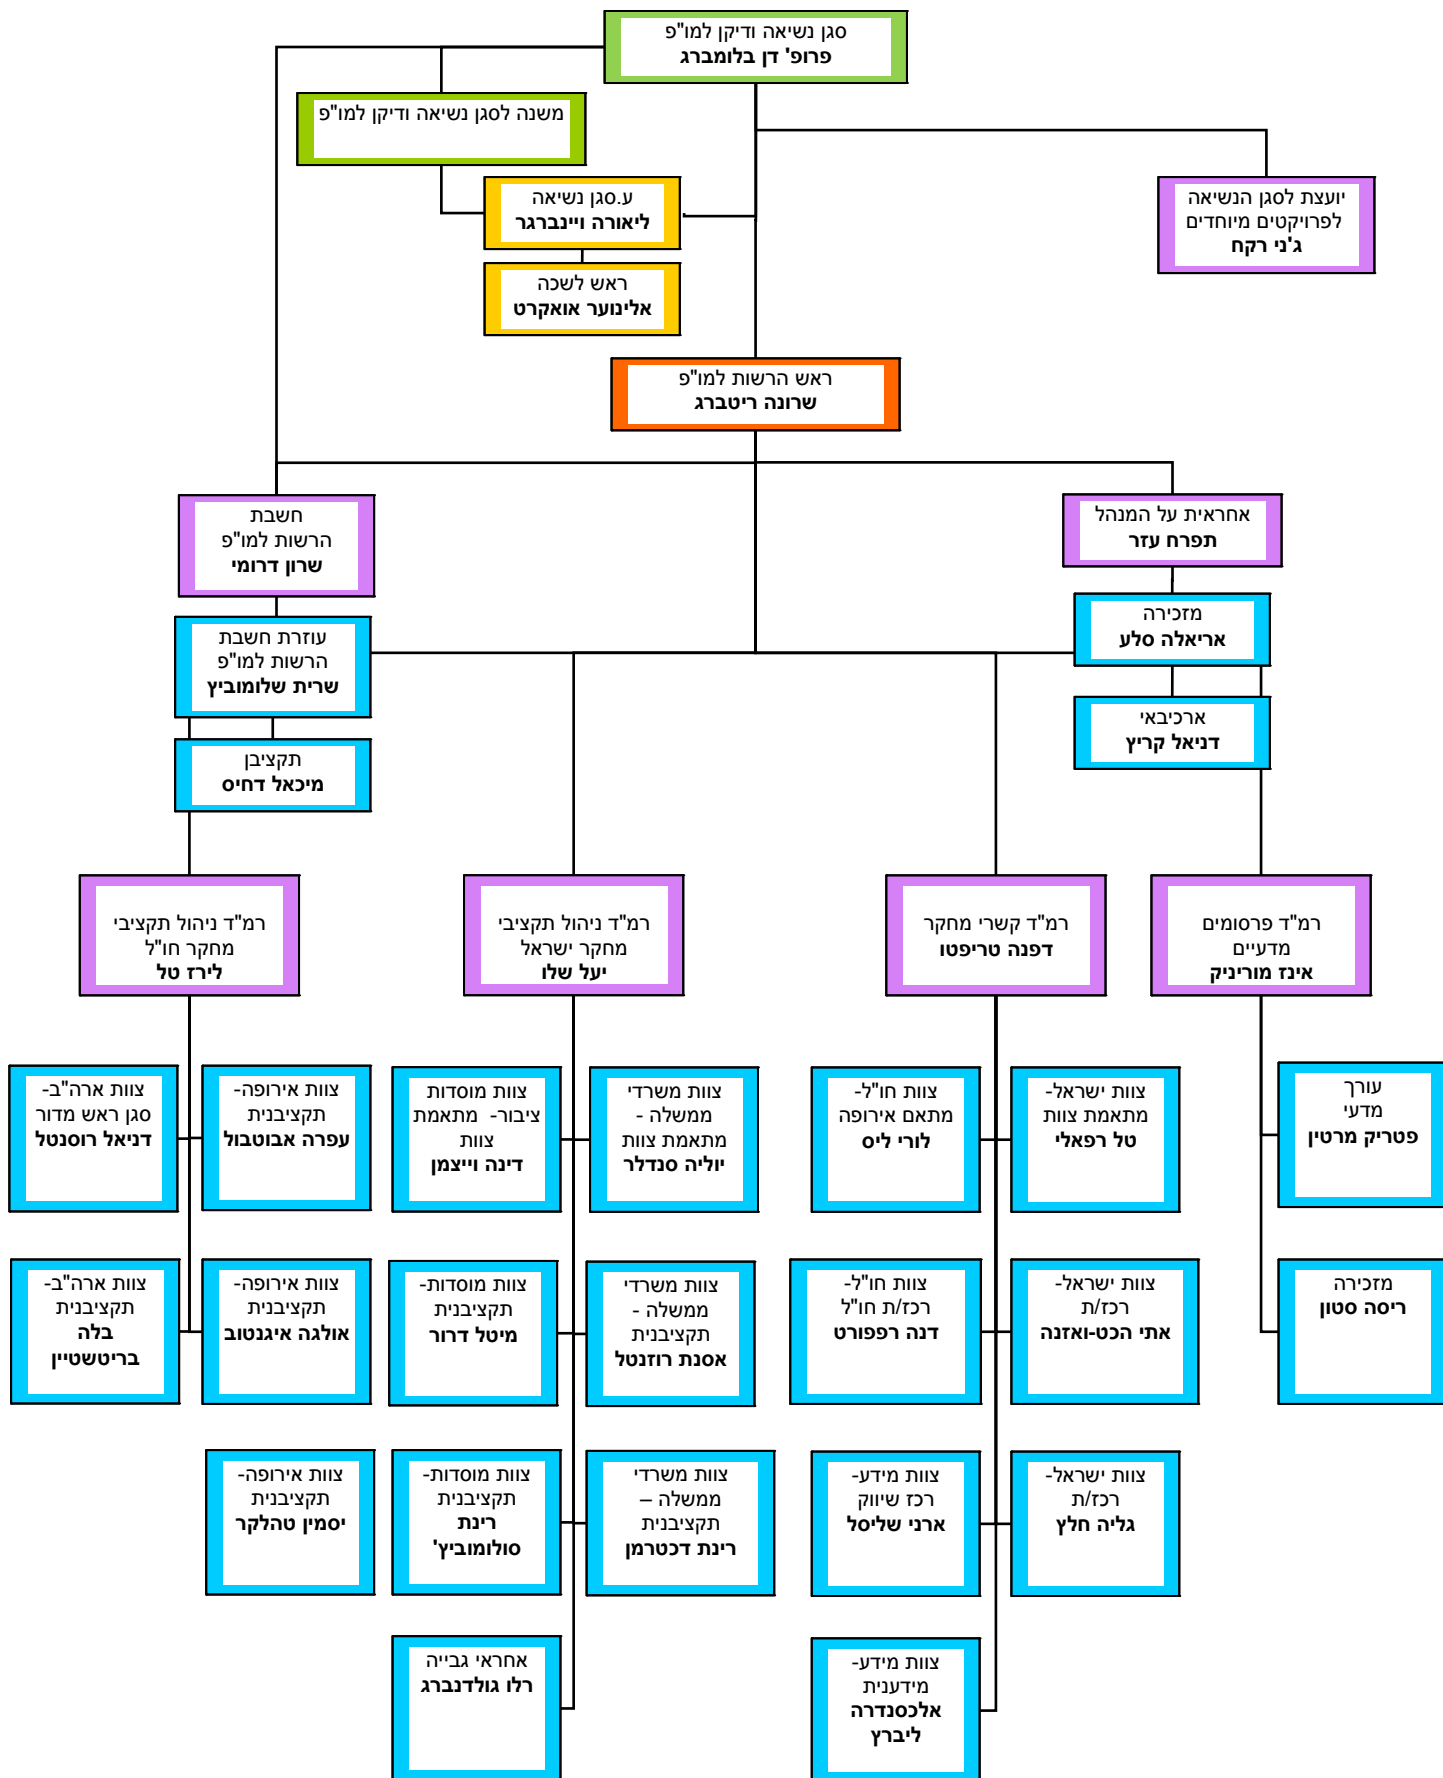 סגן נשיאה ודיקן למו"פ
פרופ' דן בלומברג
משנה לסגן נשיאה ודיקן למו"פ
יועצת לסגן הנשיאה
לפרויקטים מיוחדים
ג'ני רקח
ע.סגן נשיאה
ליאורה ויינברגר
ראש לשכה
אלינוער אואקרט
ראש הרשות למו"פ
שרונה ריטברג
אחראית על המנהל
תפרח עזר
חשבת
הרשות למו"פ
שרון דרומי
מזכירה
אריאלה סלע
עוזרת חשבת
הרשות למו"פ
שרית שלומוביץ
ארכיבאי
דניאל קריץ
תקציבן
מיכאל דחיס
רמ"ד פרסומים
מדעיים
אינז מוריניק
רמ"ד קשרי מחקר
דפנה טריפטו
רמ"ד ניהול תקציבי
מחקר ישראל
יעל שלו
רמ"ד ניהול תקציבי
מחקר חו"ל
לירז טל
עורך
מדעי
פטריק מרטין
צוות ישראל-
מתאמת צוות
טל רפאלי
צוות חו"ל-
מתאם אירופה
לורי ליס
צוות משרדי
ממשלה -
מתאמת צוות
יוליה סנדלר
צוות מוסדות
ציבור- מתאמת
צוות
דינה וייצמן
צוות אירופה-
תקציבנית
עפרה אבוטבול
צוות ארה"ב-
סגן ראש מדור
דניאל רוסנטל
מזכירה
ריסה סטון
צוות ישראל-
רכז/ת
אתי הכט-ואזנה
צוות חו"ל-
רכז/ת חו"ל
דנה רפפורט
צוות משרדי
ממשלה -
תקציבנית
אסנת רוזנטל
צוות מוסדות-
תקציבנית
מיטל דרור
צוות אירופה-
תקציבנית
אולגה איגנטוב
צוות ארה"ב-
תקציבנית
בלה
בריטשטיין
צוות ישראל-
רכז/ת
גליה חלץ
צוות מידע-
רכז שיווק
ארני שליסל
צוות משרדי
ממשלה –
תקציבנית
רינת דכטרמן
צוות מוסדות-
תקציבנית
רינת
סולומוביץ'
צוות אירופה-
תקציבנית
יסמין טהלקר
צוות מידע-
מידענית
אלכסנדרה
ליברץ
אחראי גבייה
רלו גולדנברג